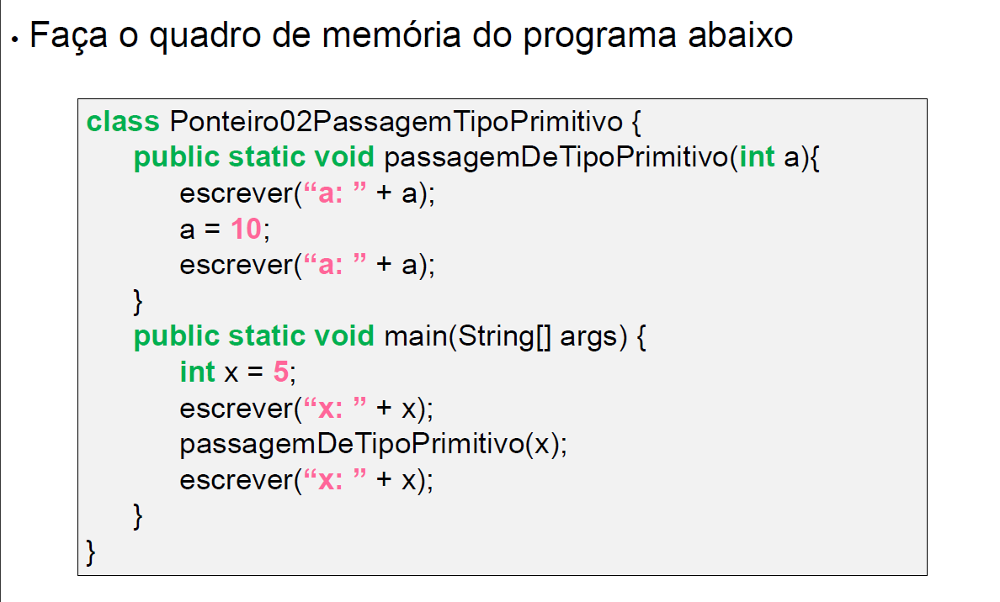 • Faça o quadro de memória do programa abaixo
class Ponteiro02PassagemTipoPrimitivo {
public static void passagemDeTipoPrimitivo(int a){
escrever(“a: ” + a);
a = 10;
escrever(“a: ” + a);
}
public static void main(String[] args) {
int x = 5;
escrever(“x: ” + x);
passagemDeTipoPrimitivo(x);
escrever(“x: ” + x);
}
}